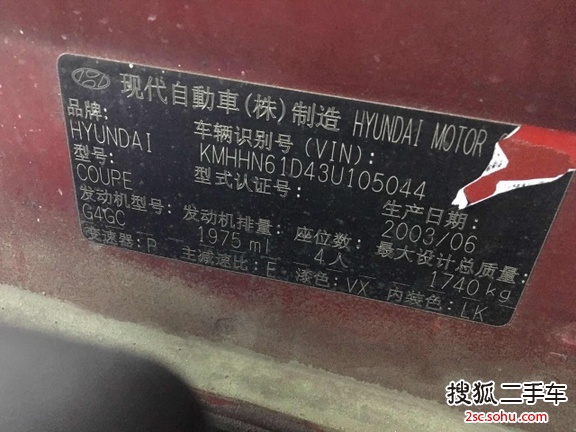 现代自動車(株)制造 HYUNDAI MOTOR
品牌: 车辆识别号(VIN):
HYUNDAI KMHHN61D43U105044
型号: 型式认证号: 生产日期:
COUPE 2003/06
发动机型号: 发动机排量: 座位数: 最大设计总质量:
G4GC 1975 ml 4人 1740 kg
变速器:P 主减速比:E 漆色:VX 内装色:LK
搜狐二手车
2sc.sohu.com